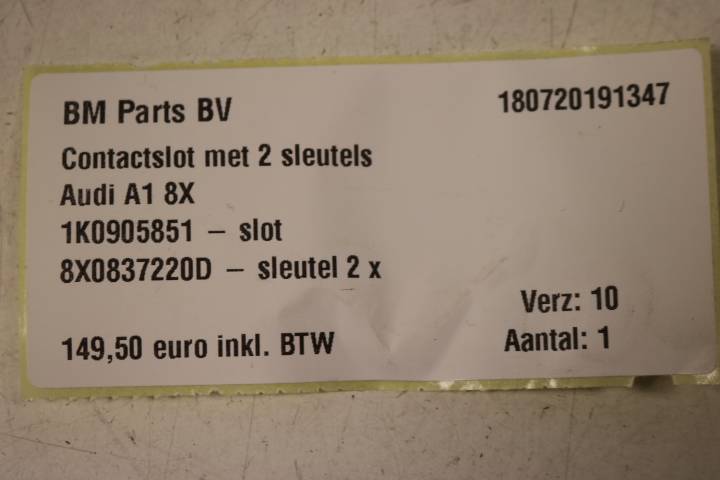 BM Parts BV 180720191347
Contactslot met 2 sleutels
Audi A1 8X
1K0905851 – slot
8X0837220D – sleutel 2 x
Verz: 10
149,50 euro inkl. BTW Aantal: 1